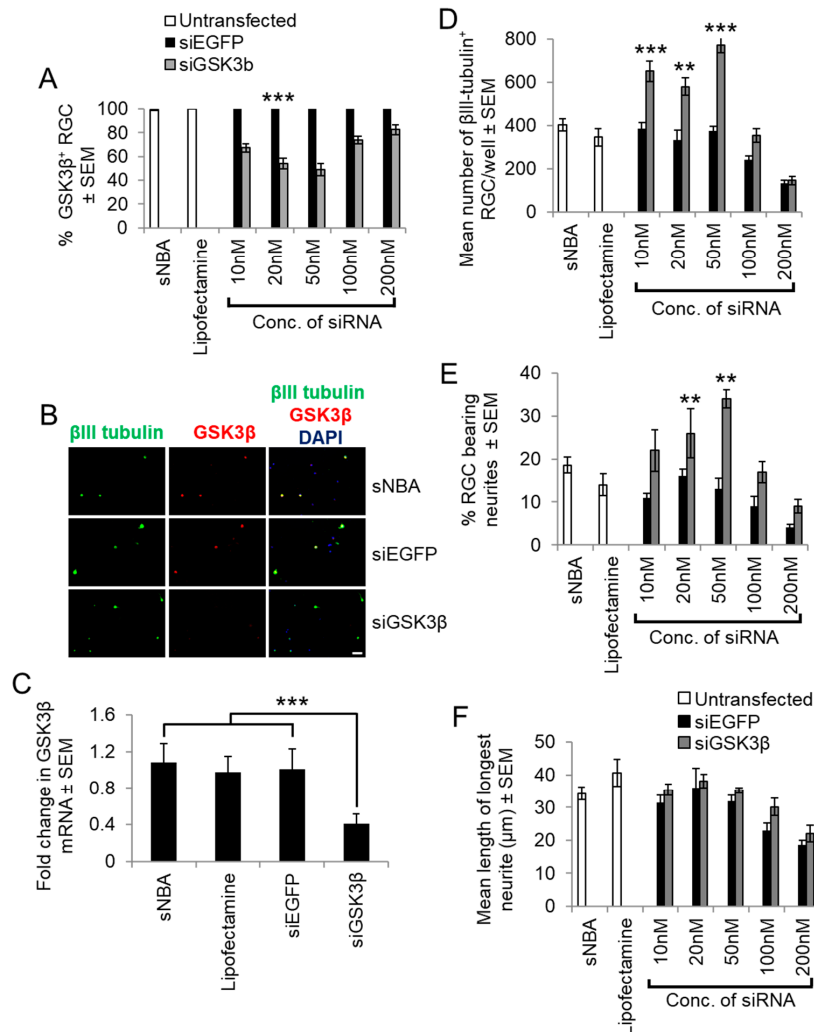 Untransfected
siEGFP
siGSK3b
A
% GSK3β⁺ RGC
± SEM
100
80
60
40
20
0
***
sNBA
Lipofectamine
10nM
20nM
50nM
100nM
200nM
Conc. of siRNA
B
βIII tubulin
GSK3β
βIII tubulin
GSK3β
DAPI
sNBA
siEGFP
siGSK3β
C
Fold change in GSK3β
mRNA ± SEM
1.6
1.2
0.8
0.4
0
***
sNBA
Lipofectamine
siEGFP
siGSK3β
D
Mean number of βIII-tubulin⁺
RGC/well ± SEM
800
600
400
200
0
***
**
***
sNBA
Lipofectamine
10nM
20nM
50nM
100nM
200nM
Conc. of siRNA
E
% RGC bearing
neurites ± SEM
40
30
20
10
0
**
**
sNBA
Lipofectamine
10nM
20nM
50nM
100nM
200nM
Conc. of siRNA
Untransfected
siEGFP
siGSK3β
F
Mean length of longest
neurite (µm) ± SEM
50
40
30
20
10
0
sNBA
Lipofectamine
10nM
20nM
50nM
100nM
200nM
Conc. of siRNA